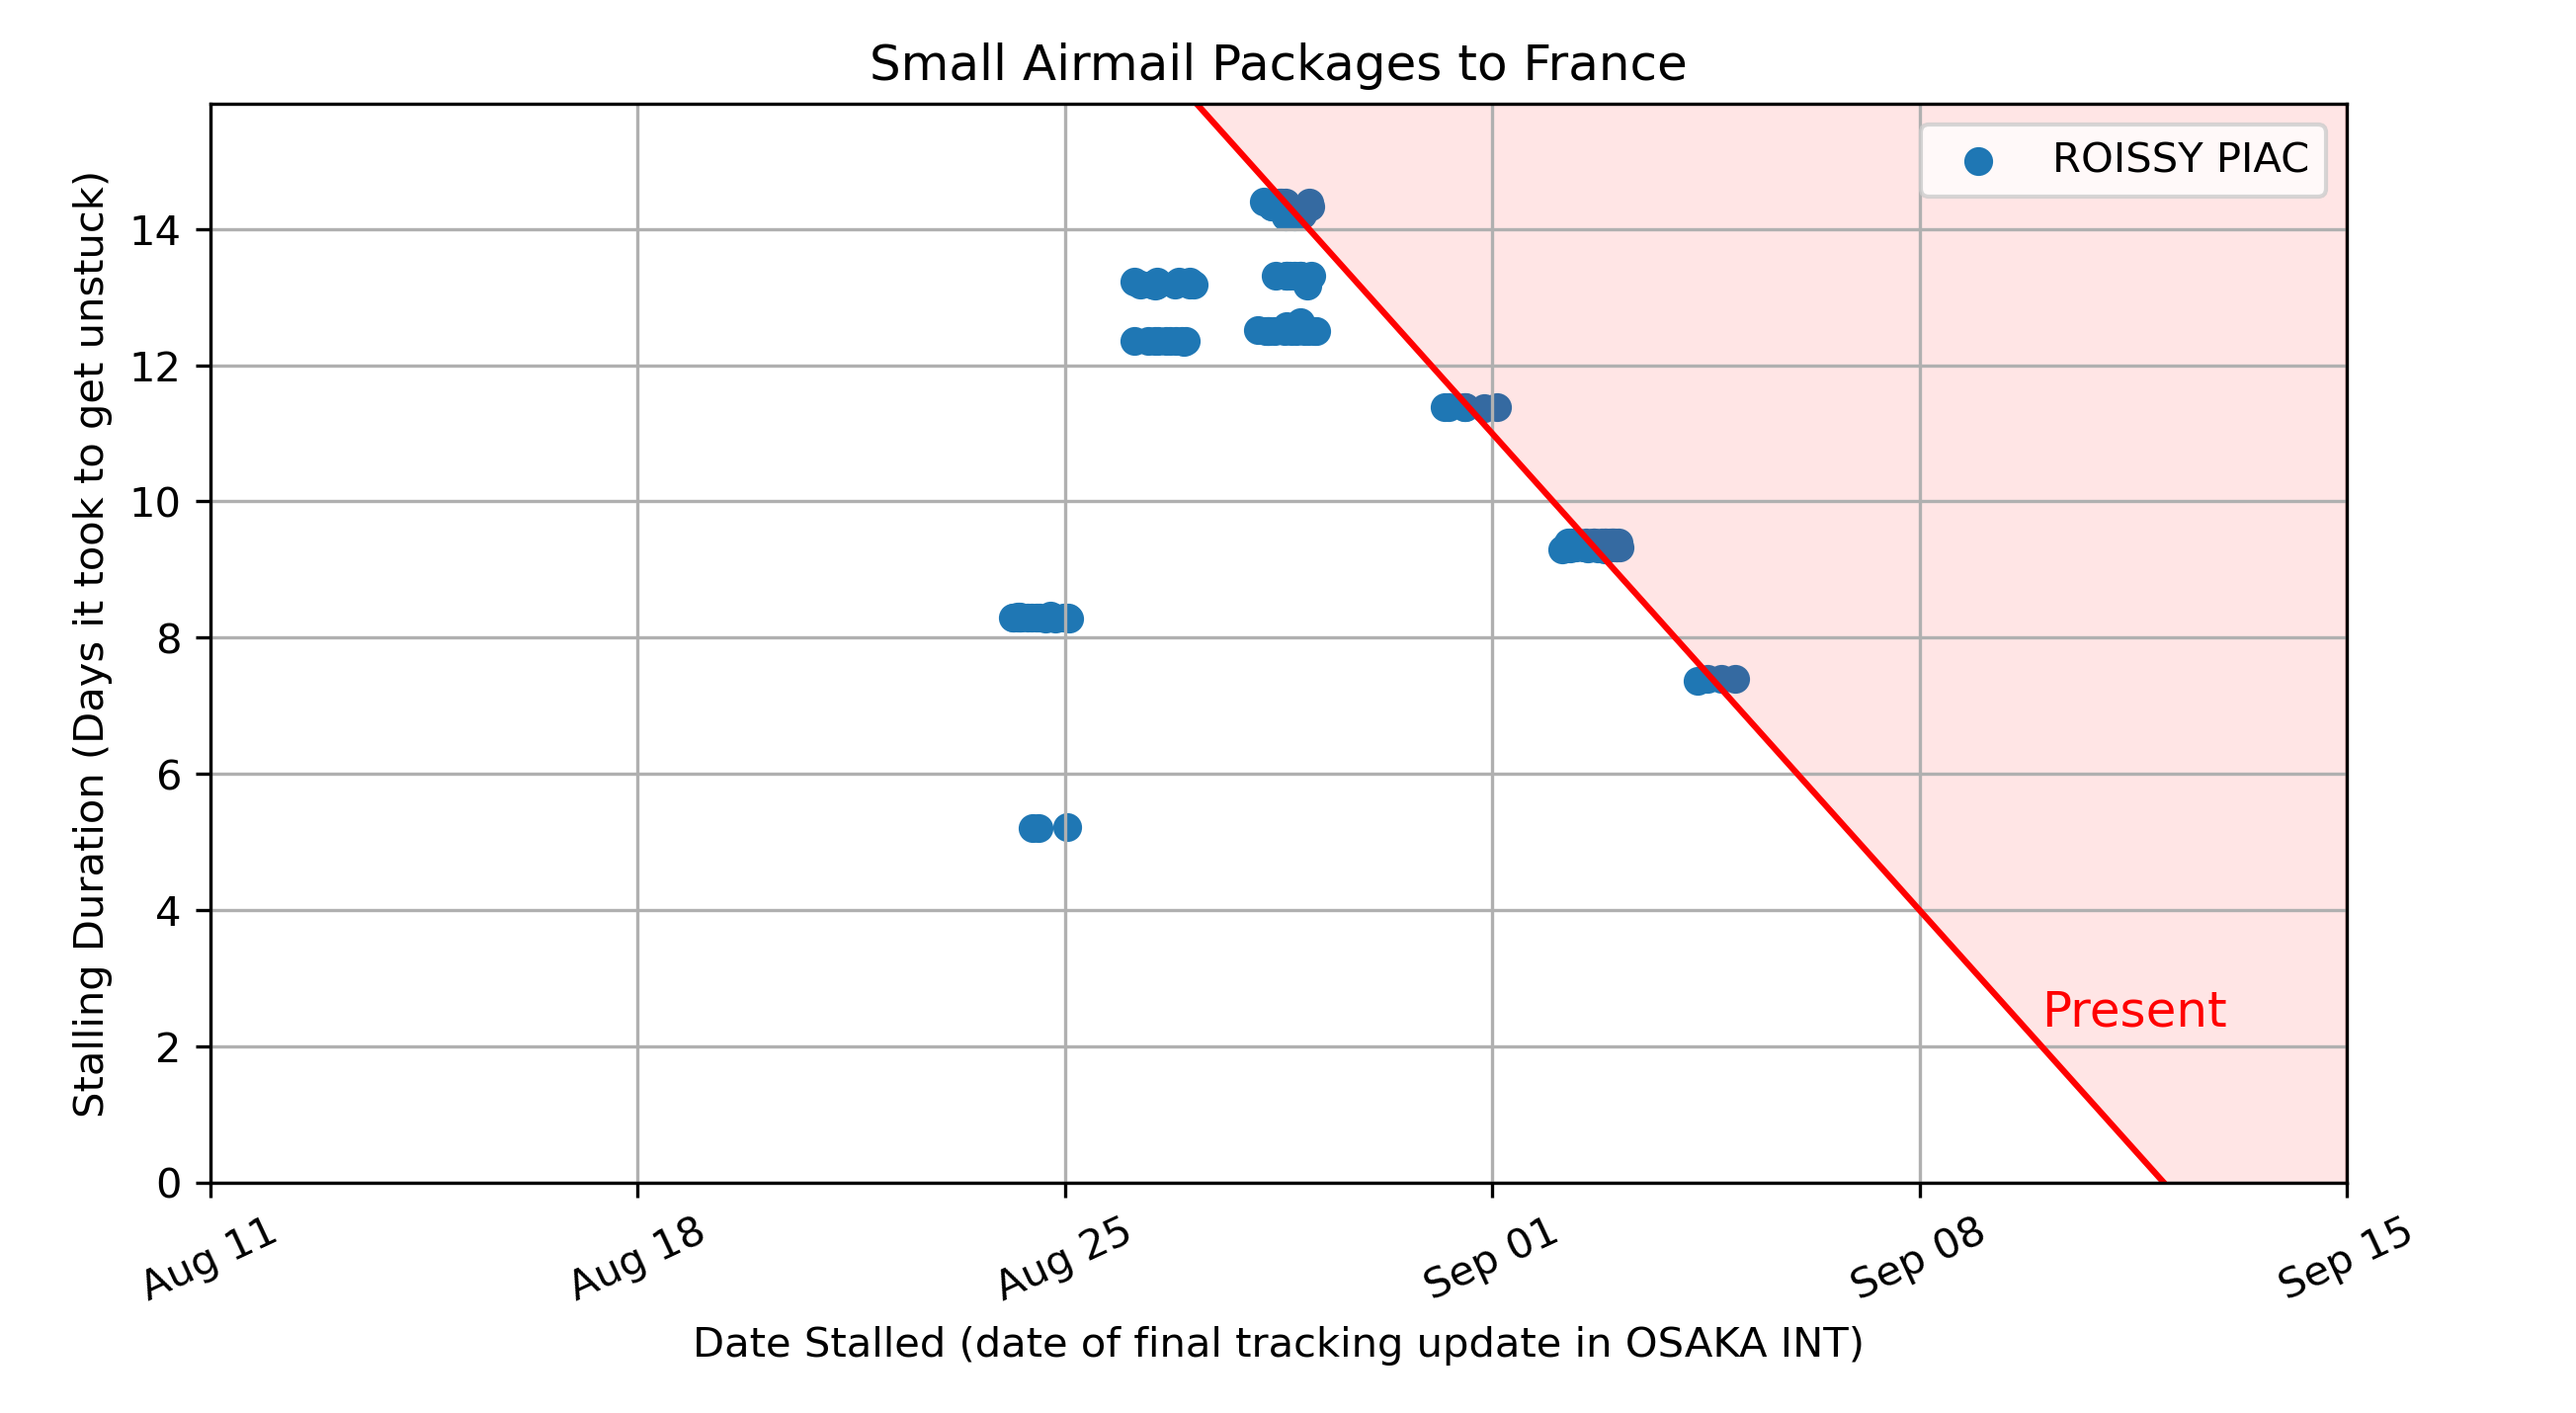 Small Airmail Packages to France
ROISSY PIAC
Stalling Duration (Days it took to get unstuck)
14
12
10
8
6
4
2
0
Present
Aug 11
Aug 18
Aug 25
Sep 01
Sep 08
Sep 15
Date Stalled (date of final tracking update in OSAKA INT)